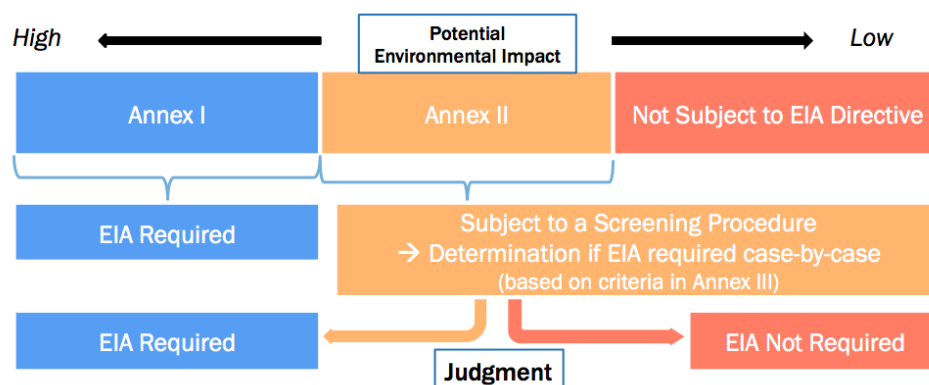 High
Potential
Environmental Impact
Low
Annex I
Annex II
Not Subject to EIA Directive
EIA Required
Subject to a Screening Procedure
→ Determination if EIA required case-by-case
(based on criteria in Annex III)
EIA Required
EIA Not Required
Judgment